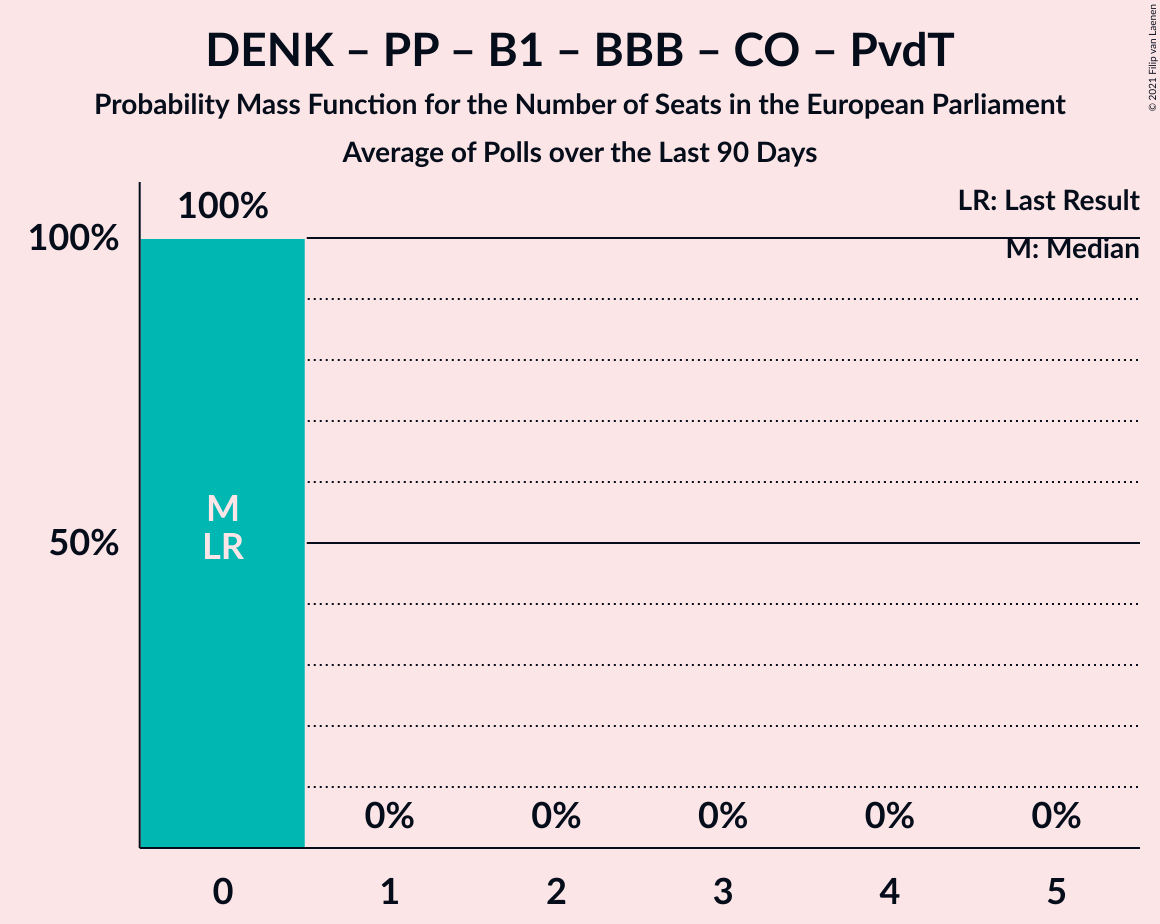 DENK – PP – B1 – BBB – CO – PvdT
Probability Mass Function for the Number of Seats in the European Parliament
Average of Polls over the Last 90 Days
© 2021 Filip van Laenen
LR: Last Result
M: Median
100%
100%
50%
M
LR
0% 0% 0% 0% 0%
0 1 2 3 4 5